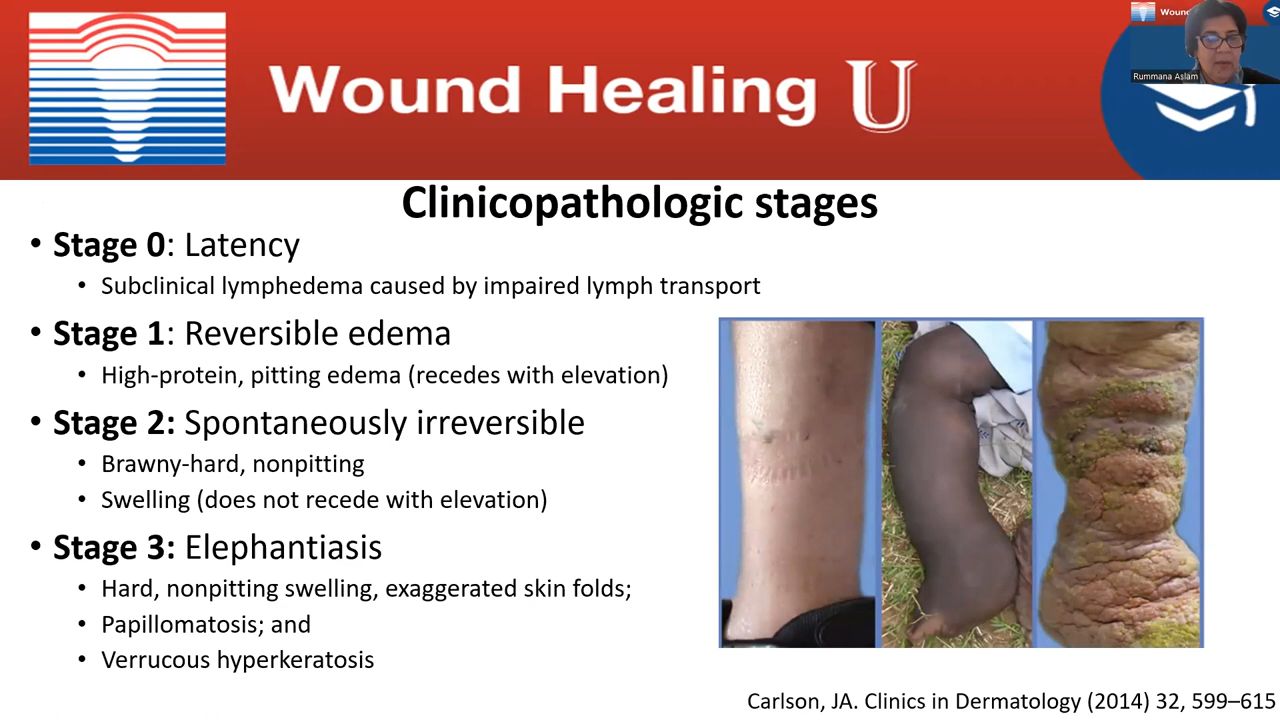 Wound Healing U
Wound
Rummana Aslam
Clinicopathologic stages
• Stage 0: Latency
• Subclinical lymphedema caused by impaired lymph transport
• Stage 1: Reversible edema
• High-protein, pitting edema (recedes with elevation)
• Stage 2: Spontaneously irreversible
• Brawny-hard, nonpitting
• Swelling (does not recede with elevation)
• Stage 3: Elephantiasis
• Hard, nonpitting swelling, exaggerated skin folds;
• Papillomatosis; and
• Verrucous hyperkeratosis
Carlson, JA. Clinics in Dermatology (2014) 32, 599–615